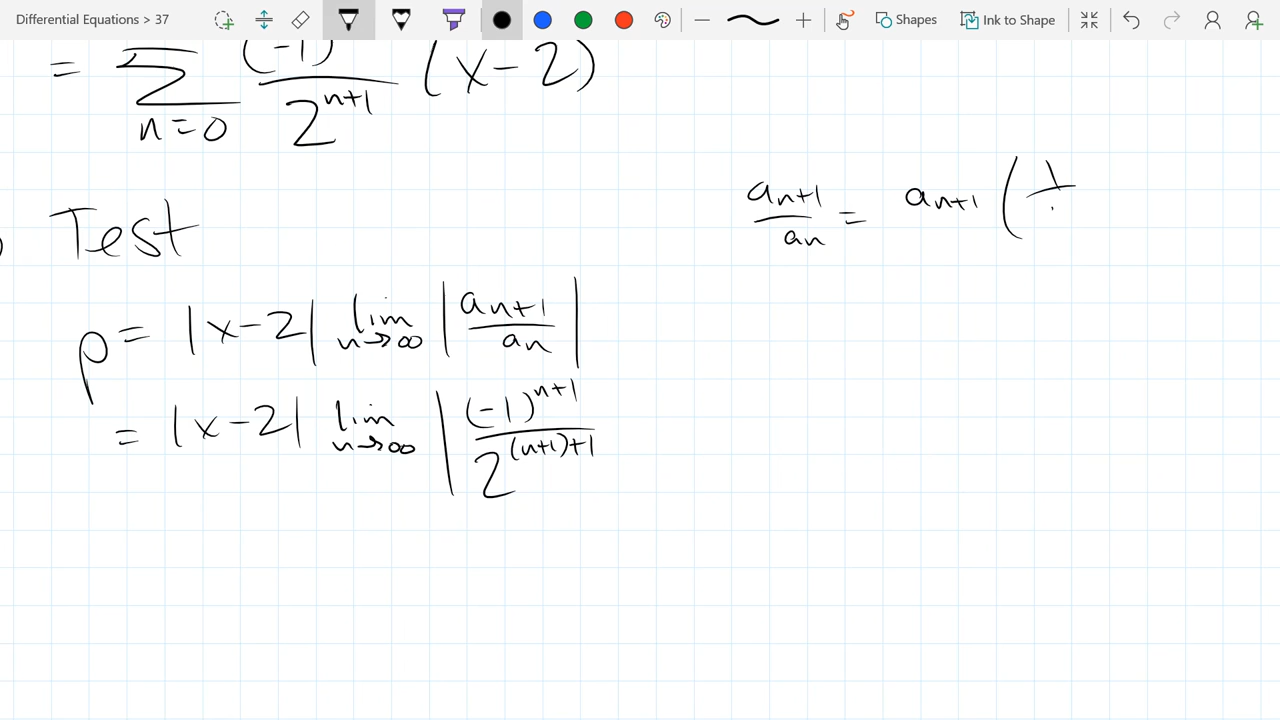 Differential Equations > 37
Shapes
Ink to Shape
= ∑ n=0 (-1) / 2^(n+1) (x-2)
a_(n+1) / a_n = a_(n+1) ( 1
Test
ρ = |x-2| lim n→∞ | a_(n+1) / a_n |
= |x-2| lim n→∞ | (-1)^(n+1) / 2^((n+1)+1)